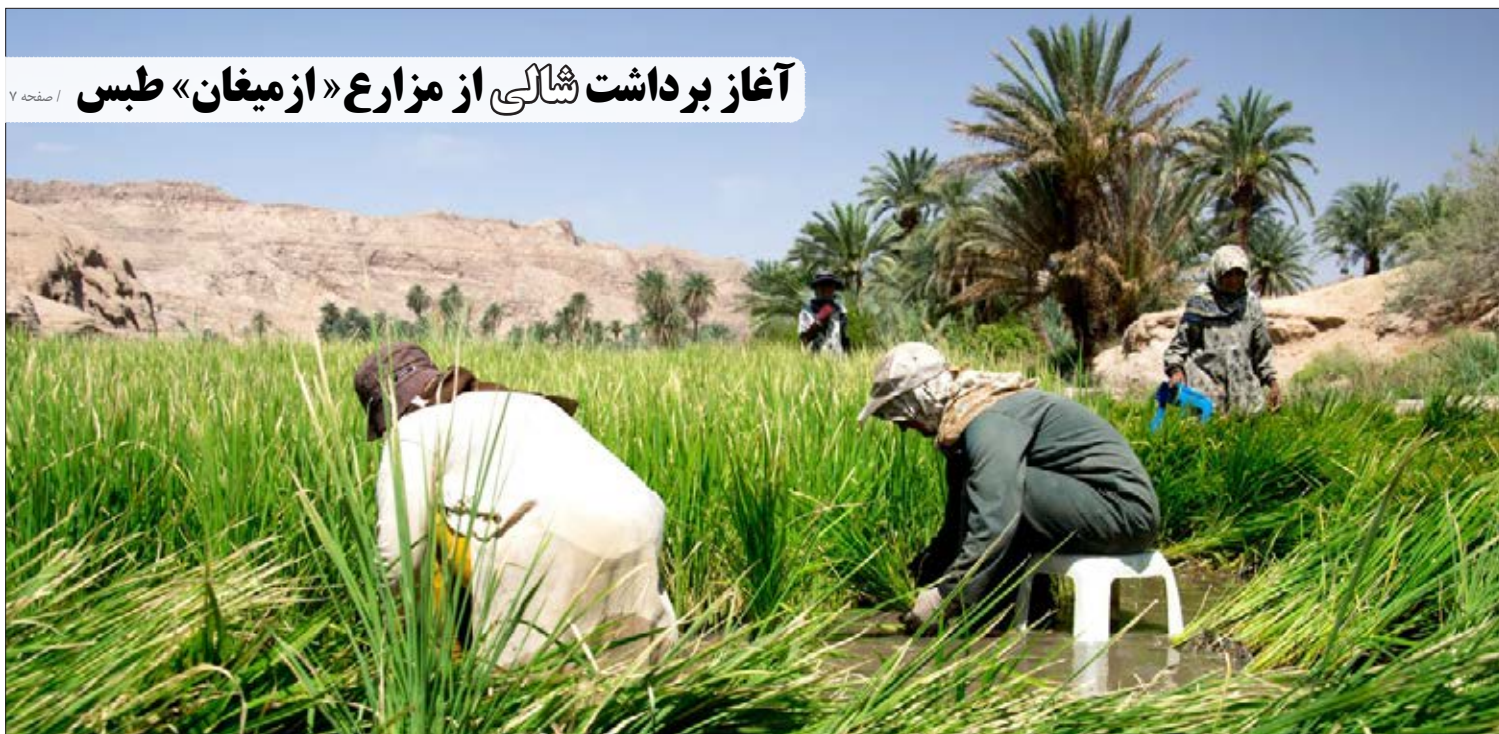 آغاز برداشت شالی از مزارع «ازمیغان» طبس / صفحه ۷